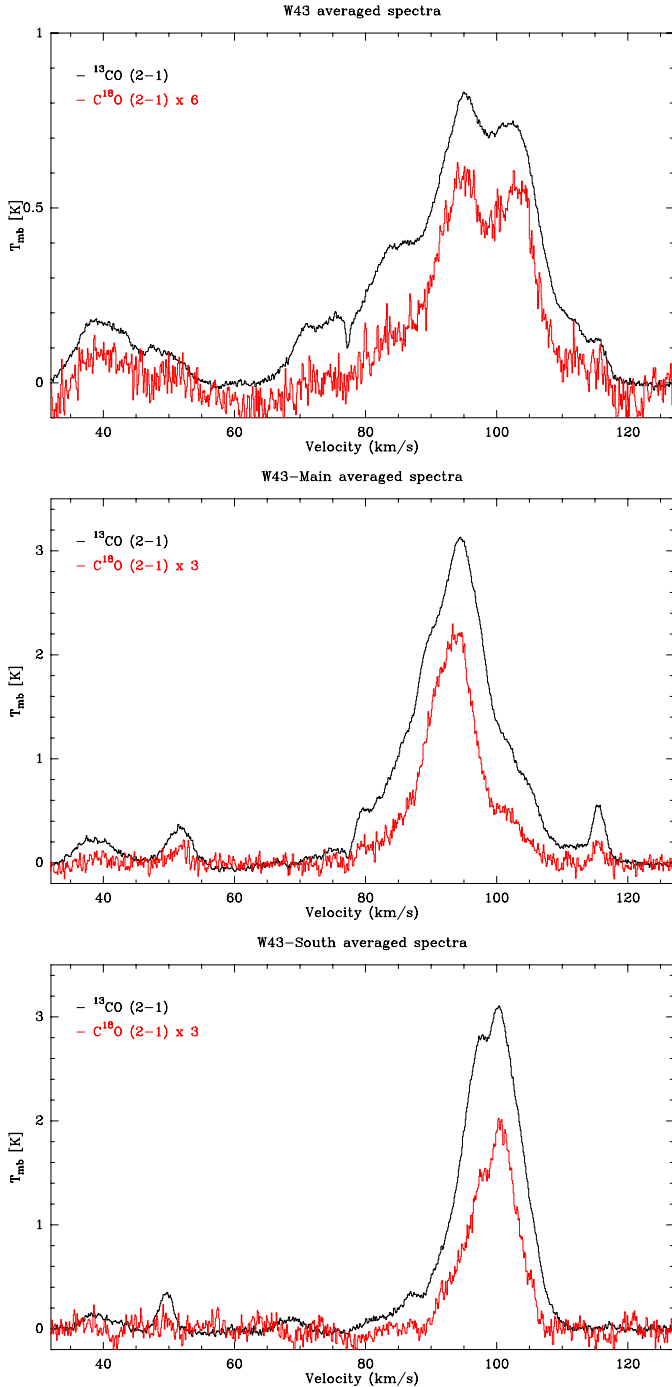 W43 averaged spectra
1
– ¹³CO (2–1)
– C¹⁸O (2–1) x 6
0.5
T_mb [K]
0
40 60 80 100 120
Velocity (km/s)
W43–Main averaged spectra
– ¹³CO (2–1)
3
– C¹⁸O (2–1) x 3
2
T_mb [K]
1
0
40 60 80 100 120
Velocity (km/s)
W43–South averaged spectra
– ¹³CO (2–1)
3
– C¹⁸O (2–1) x 3
2
T_mb [K]
1
0
40 60 80 100 120
Velocity (km/s)